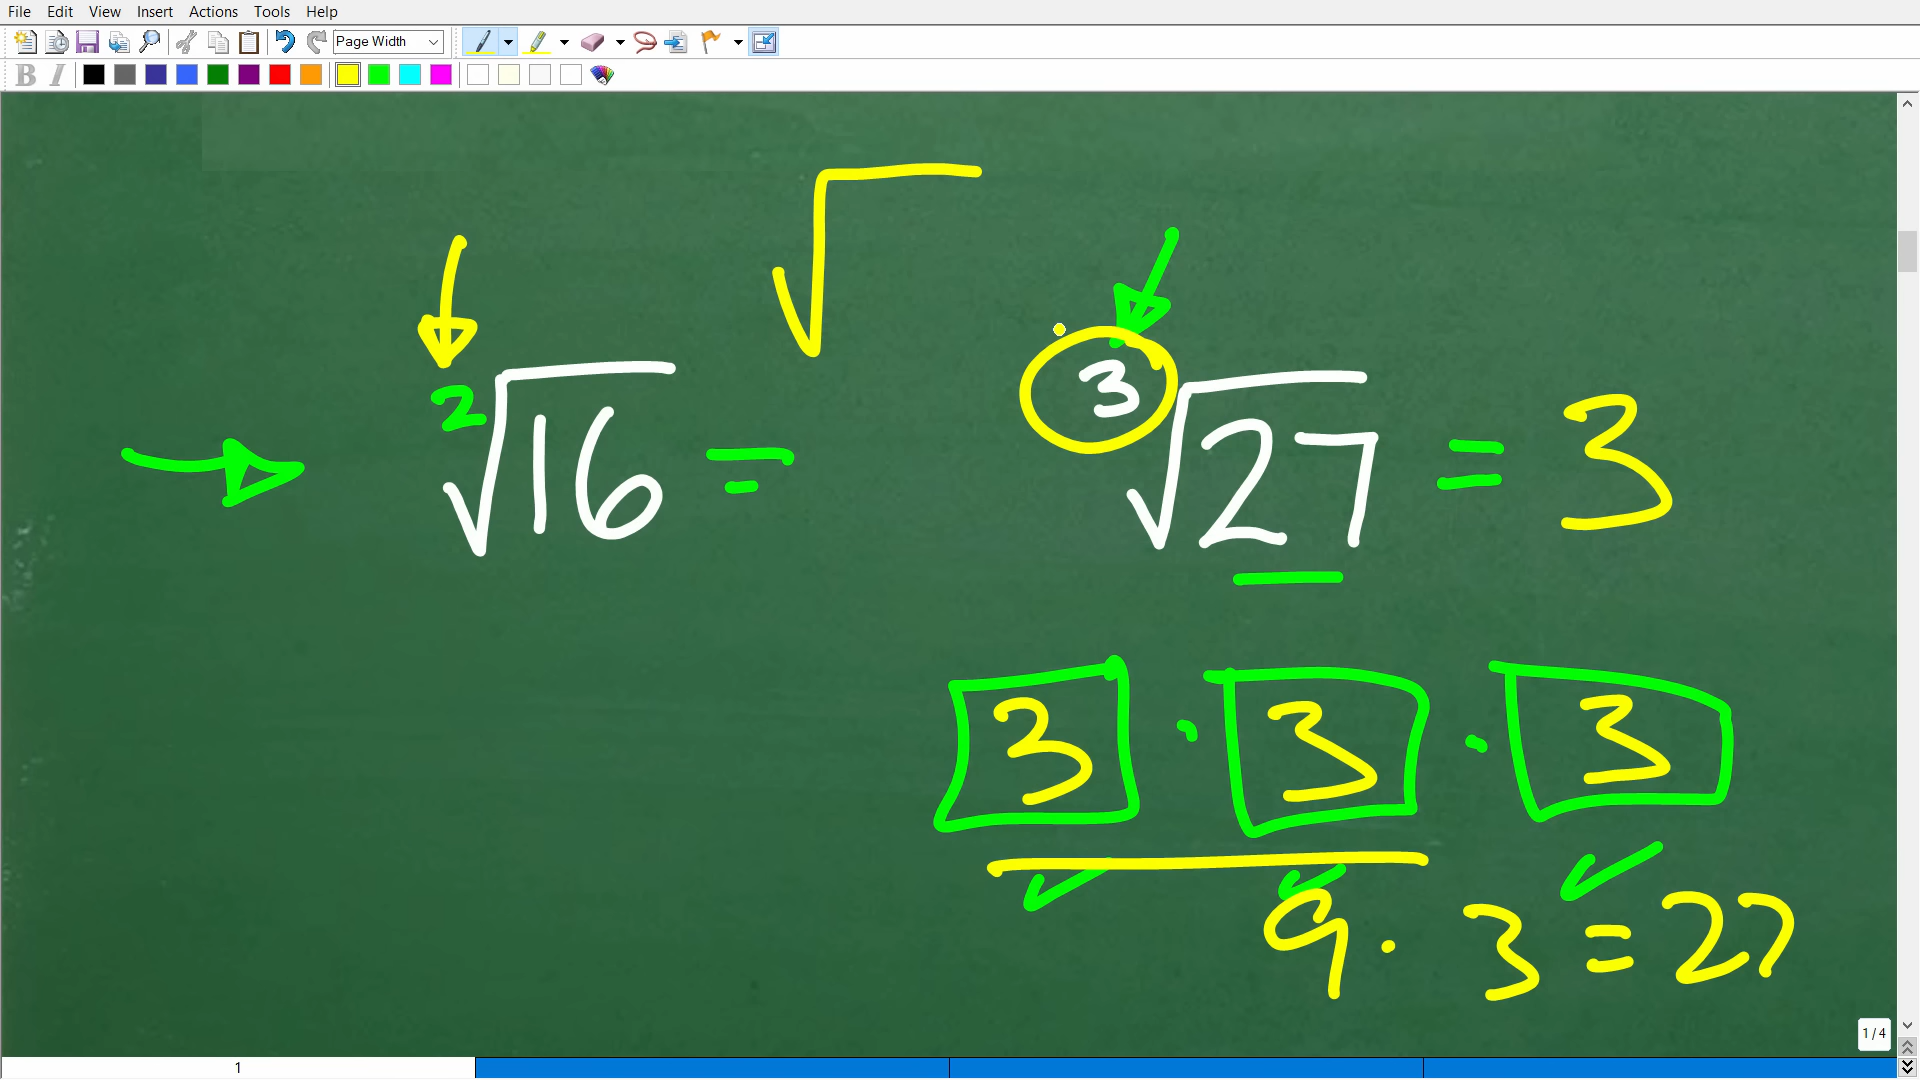 File Edit View Insert Actions Tools Help
Page Width
B I
√
²√16 =
³√27 = 3
3 · 3 · 3
9 · 3 = 27
1 / 4
1